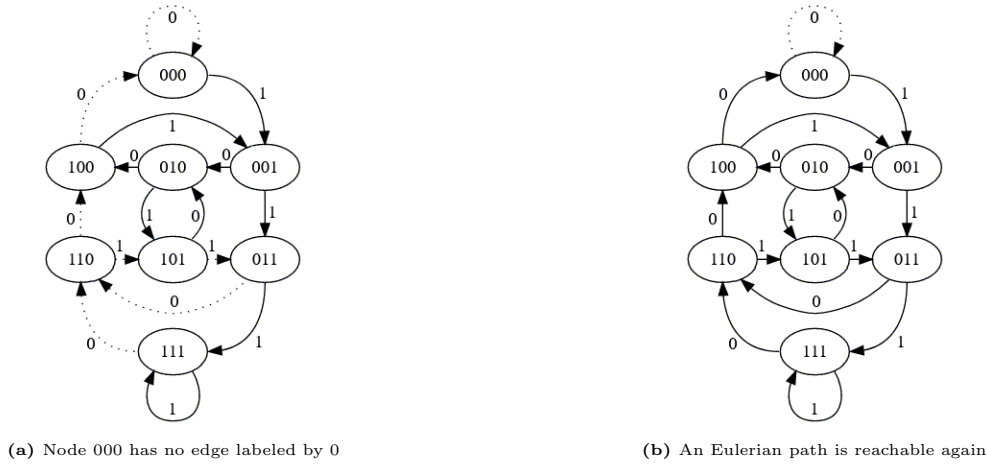 0 0
000 000
0 1 0 1
1 1
100 0 010 0 001 100 0 010 0 001
0 1 0 1 0 1 0 1
110 1 101 1 011 110 1 101 1 011
0 0
0 111 1 0 111 1
1 1
(a) Node 000 has no edge labeled by 0
(b) An Eulerian path is reachable again